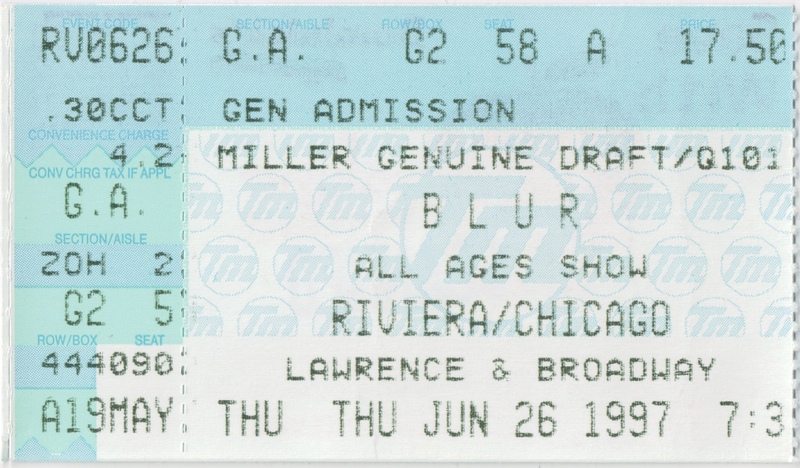 EVENT CODE SECTION/AISLE ROW/BOX SEAT PRICE
RV0626 G.A. G2 58 A 17.50
.30CCT GEN ADMISSION
CONVENIENCE CHARGE
4.2 MILLER GENUINE DRAFT/Q101
CONV CHRG TAX IF APPL
G.A. BLUR
SECTION/AISLE
ZOH 2 ALL AGES SHOW
G2 5 RIVIERA/CHICAGO
ROW/BOX SEAT
444090 LAWRENCE & BROADWAY
A19MAY THU THU JUN 26 1997 7:3